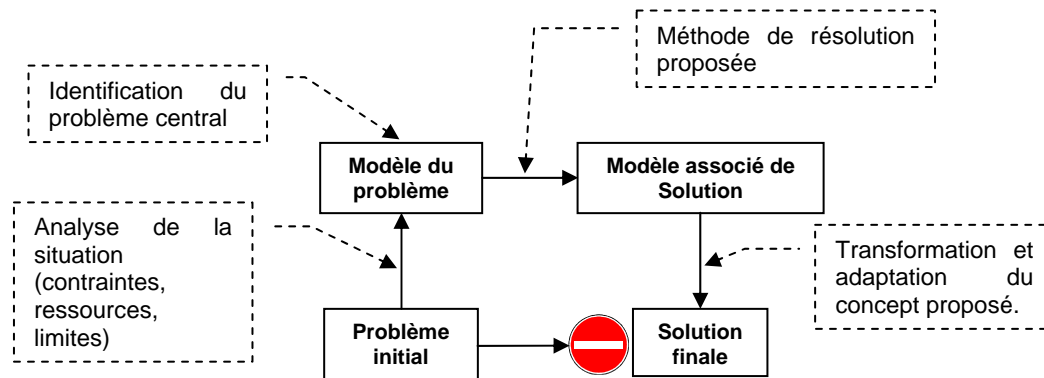 Méthode de résolution
proposée
Identification du
problème central
Modèle du
problème
Modèle associé de
Solution
Analyse de la
situation
(contraintes,
ressources,
limites)
Transformation et
adaptation du
concept proposé.
Problème
initial
Solution
finale